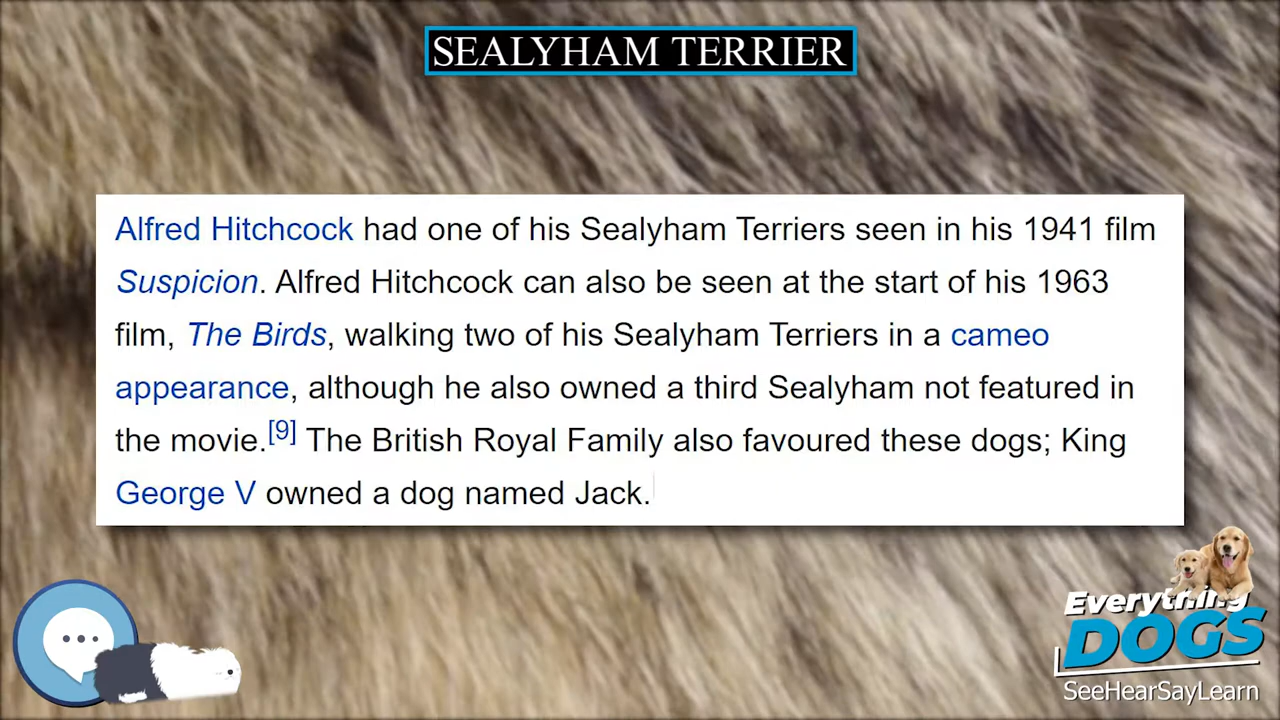 SEALYHAM TERRIER
Alfred Hitchcock had one of his Sealyham Terriers seen in his 1941 film
Suspicion. Alfred Hitchcock can also be seen at the start of his 1963
film, The Birds, walking two of his Sealyham Terriers in a cameo
appearance, although he also owned a third Sealyham not featured in
the movie.[9] The British Royal Family also favoured these dogs; King
George V owned a dog named Jack.
Everything
DOGS
SeeHearSayLearn